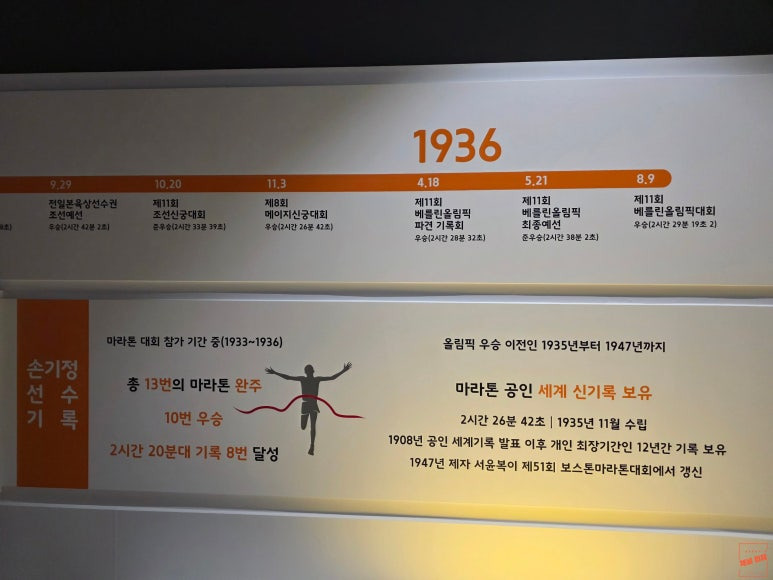 1936
9.29
10.20
11.3
4.18
5.21
8.9
전일본육상선수권
조선예선
우승(2시간 42분 2초)
제11회
조선신궁대회
준우승(2시간 33분 39초)
제8회
메이지신궁대회
우승(2시간 26분 42초)
제11회
베를린올림픽
파견 기록회
우승(2시간 28분 32초)
제11회
베를린올림픽
최종예선
준우승(2시간 38분 2초)
제11회
베를린올림픽대회
우승(2시간 29분 19초 2)
손기정
선 수
기 록
마라톤 대회 참가 기간 중(1933~1936)
총 13번의 마라톤 완주
10번 우승
2시간 20분대 기록 8번 달성
올림픽 우승 이전인 1935년부터 1947년까지
마라톤 공인 세계 신기록 보유
2시간 26분 42초 | 1935년 11월 수립
1908년 공인 세계기록 발표 이후 개인 최장기간인 12년간 기록 보유
1947년 제자 서윤복이 제51회 보스톤마라톤대회에서 갱신